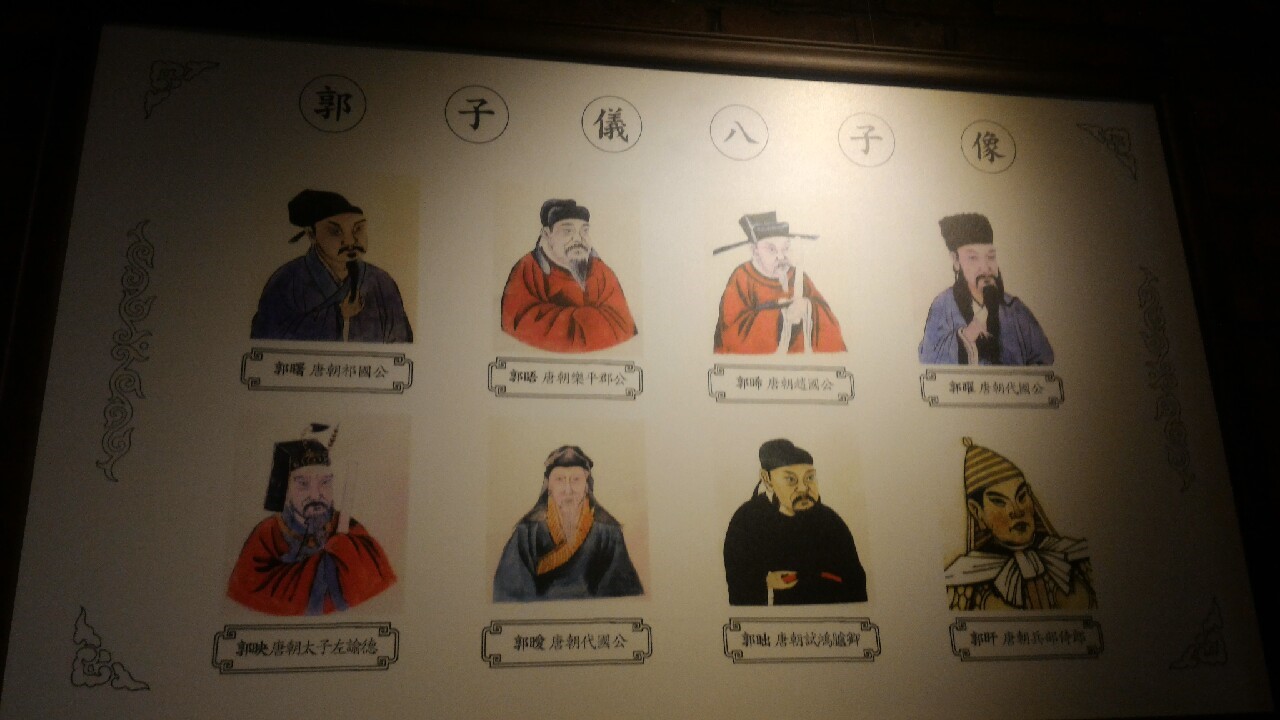 郭子儀八子像
郭曙 唐朝祁國公
郭晤 唐朝樂平郡公
郭晞 唐朝趙國公
郭曜 唐朝代國公
郭映 唐朝太子左諭德
郭曖 唐朝代國公
郭昢 唐朝試鴻臚卿
郭旰 唐朝兵部侍郎